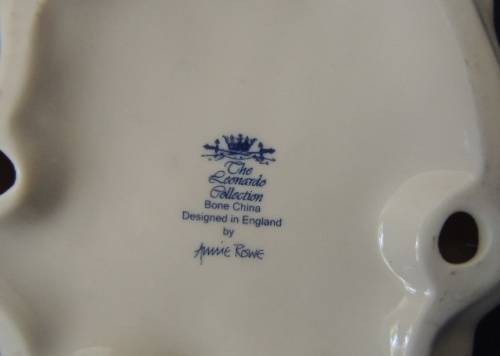 The
Leonardo
Collection
Bone China
Designed in England
by
Annie Rowe